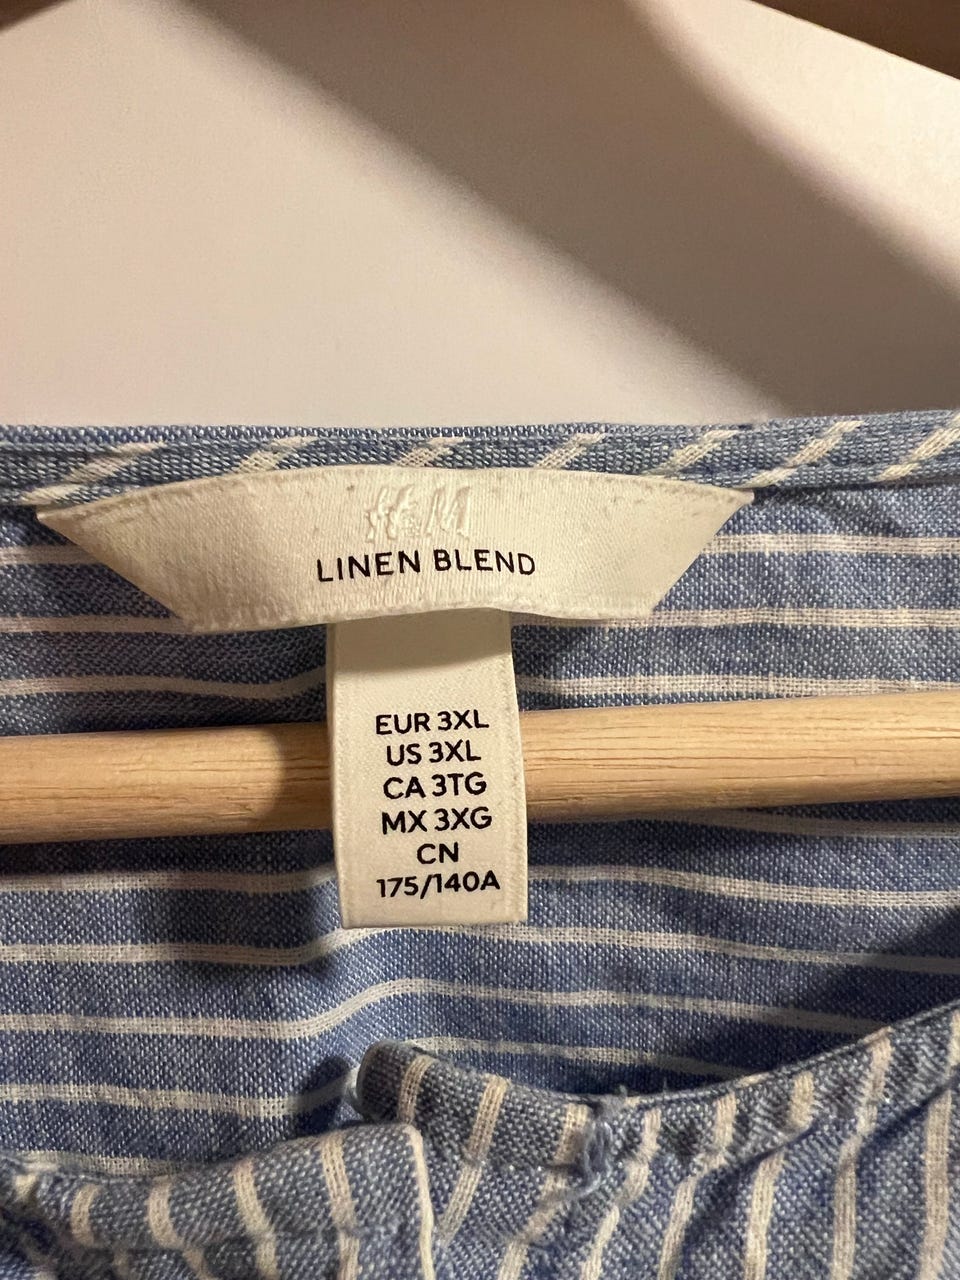 H&M
LINEN BLEND
EUR 3XL
US 3XL
CA 3TG
MX 3XG
CN
175/140A